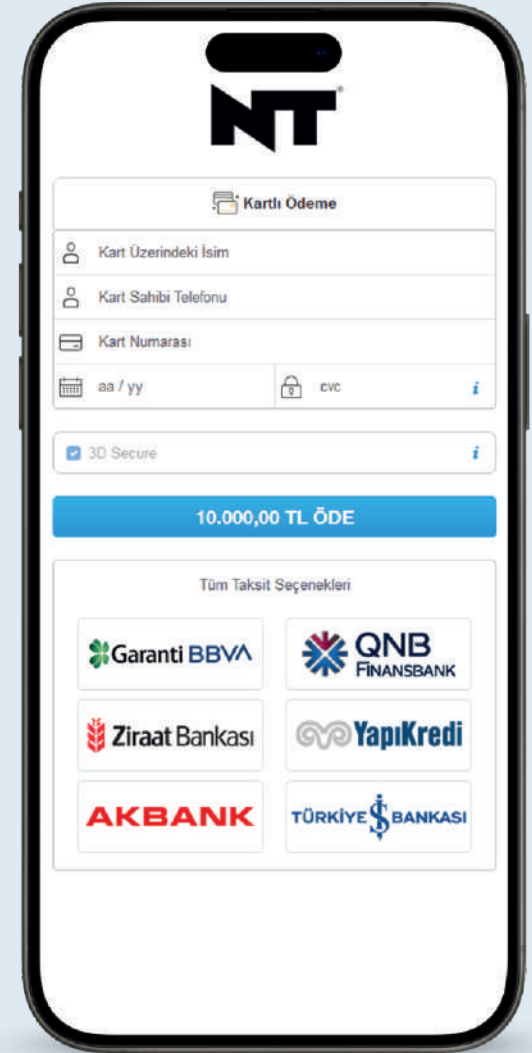 NT
Kartlı Ödeme
Kart Üzerindeki İsim
Kart Sahibi Telefonu
Kart Numarası
aa / yy
cvc
i
3D Secure
i
10.000,00 TL ÖDE
Tüm Taksit Seçenekleri
Garanti BBVA
QNB
FINANSBANK
Ziraat Bankası
YapıKredi
AKBANK
TÜRKİYE İŞ BANKASI